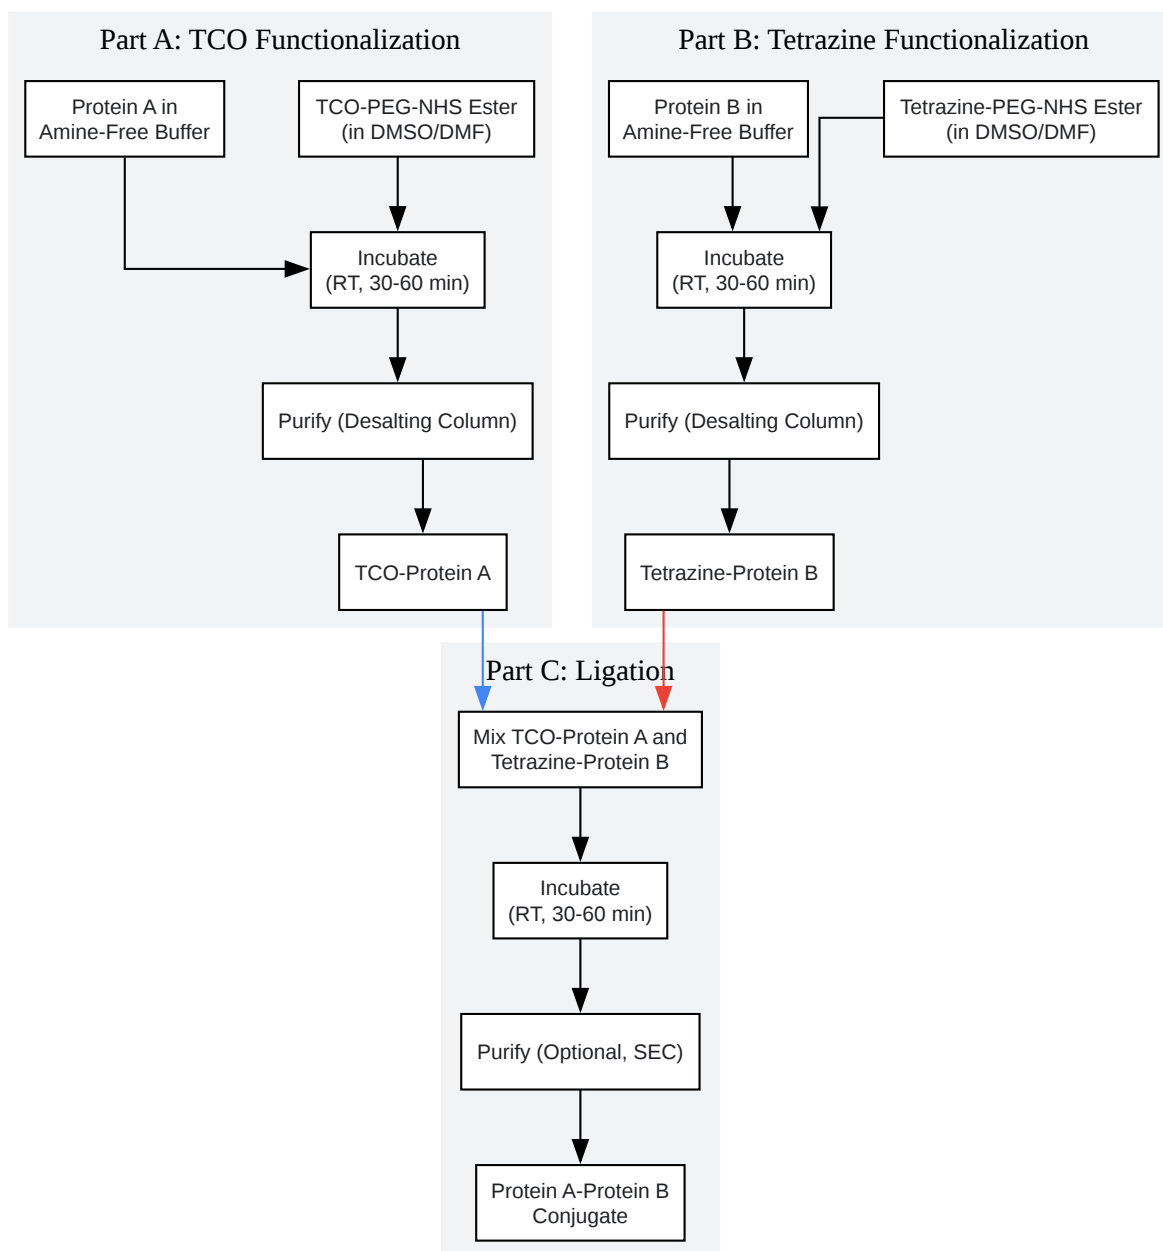 Part A: TCO Functionalization
Protein A in
Amine-Free Buffer
TCO-PEG-NHS Ester
(in DMSO/DMF)
Incubate
(RT, 30-60 min)
Purify (Desalting Column)
TCO-Protein A
Part B: Tetrazine Functionalization
Protein B in
Amine-Free Buffer
Tetrazine-PEG-NHS Ester
(in DMSO/DMF)
Incubate
(RT, 30-60 min)
Purify (Desalting Column)
Tetrazine-Protein B
Part C: Ligation
Mix TCO-Protein A and
Tetrazine-Protein B
Incubate
(RT, 30-60 min)
Purify (Optional, SEC)
Protein A-Protein B
Conjugate